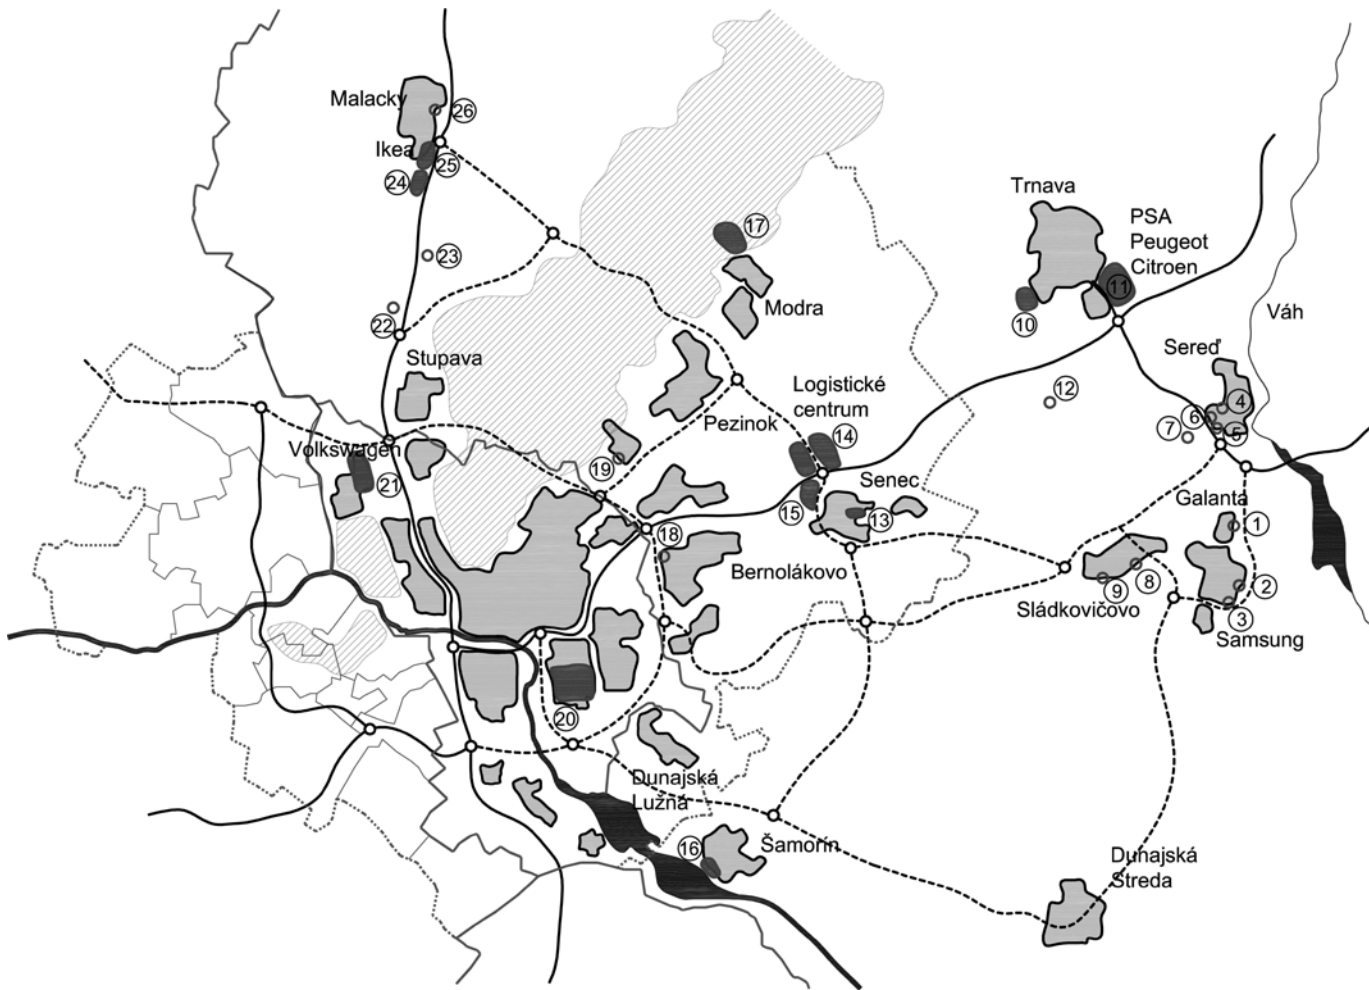 Malacky
26
Ikea
25
24
Trnava
PSA
Peugeot
Citroen
17
23
11
10
Modra
Váh
22
Stupava
Sereď
Logistické
centrum
12
4
6
7
5
Pezinok
14
Volkswagen
19
21
Senec
15
13
Galanta
1
18
Bernolákovo
8
9
2
Sládkovičovo
3
Samsung
20
Dunajská
Lužná
16
Šamorín
Dunajská
Streda